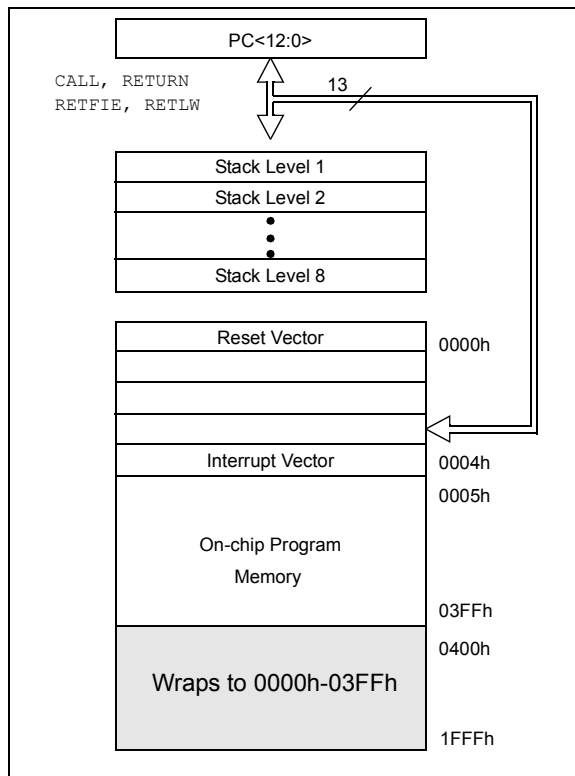 PC<12:0>
CALL, RETURN
RETFIE, RETLW
13
Stack Level 1
Stack Level 2
Stack Level 8
Reset Vector
0000h
Interrupt Vector
0004h
0005h
On-chip Program
Memory
03FFh
0400h
Wraps to 0000h-03FFh
1FFFh